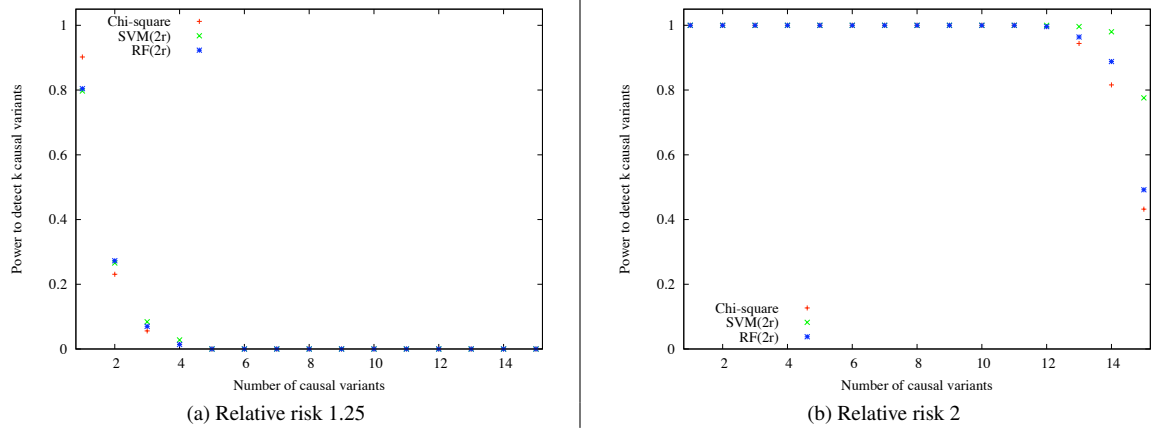 1
0.8
0.6
0.4
0.2
0
Power to detect k causal variants
Chi-square
SVM(2r)
RF(2r)
2 4 6 8 10 12 14
Number of causal variants
(a) Relative risk 1.25
1
0.8
0.6
0.4
0.2
0
Power to detect k causal variants
Chi-square
SVM(2r)
RF(2r)
2 4 6 8 10 12 14
Number of causal variants
(b) Relative risk 2